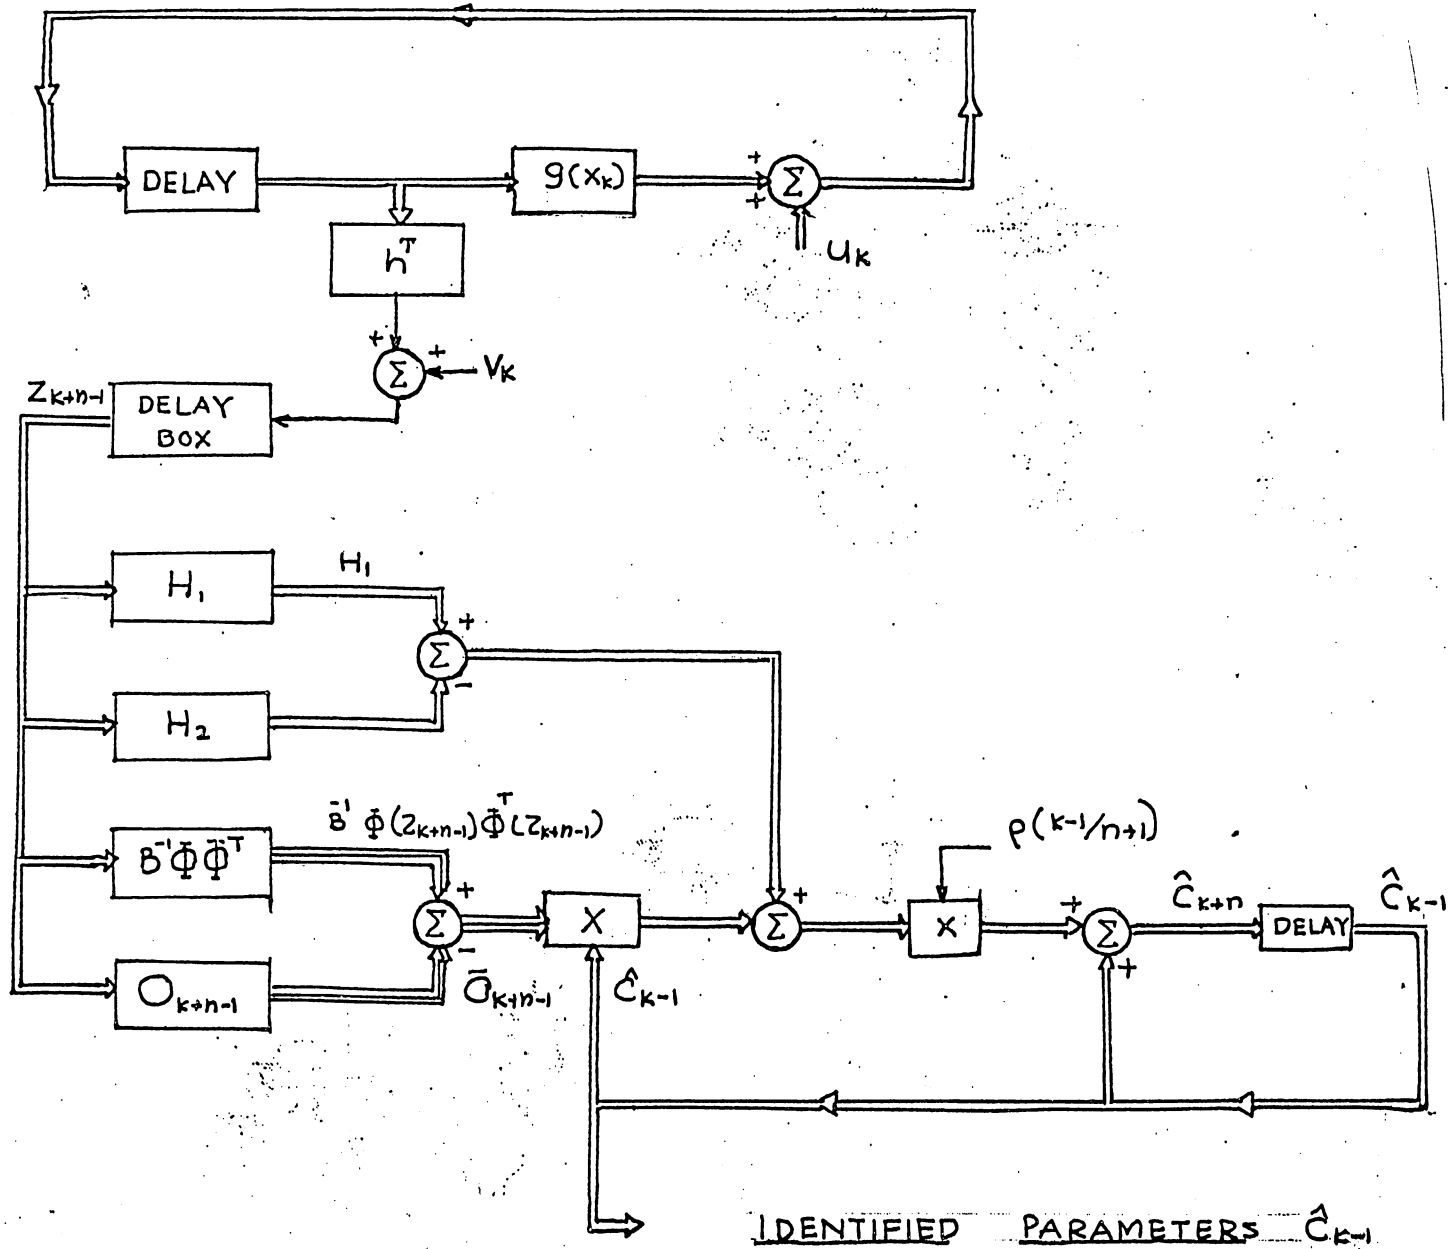 DELAY
g(xₖ)
+
+
Σ
uₖ
hᵀ
+
+
Σ
Vₖ
Zₖ₊ₙ₋₁
DELAY
BOX
H₁
H₁
+
Σ
-
H₂
B⁻¹ Φ(Zₖ₊ₙ₋₁) Φᵀ(Zₖ₊ₙ₋₁)
B⁻¹ΦΦᵀ
+
Σ
-
X
ρ(k-1/n+1)
+
Σ
X
+
Σ
+
Ĉₖ₊ₙ
DELAY
Ĉₖ₋₁
Oₖ₊ₙ₋₁
Ōₖ₊ₙ₋₁
Ĉₖ₋₁
IDENTIFIED PARAMETERS Ĉₖ₋₁